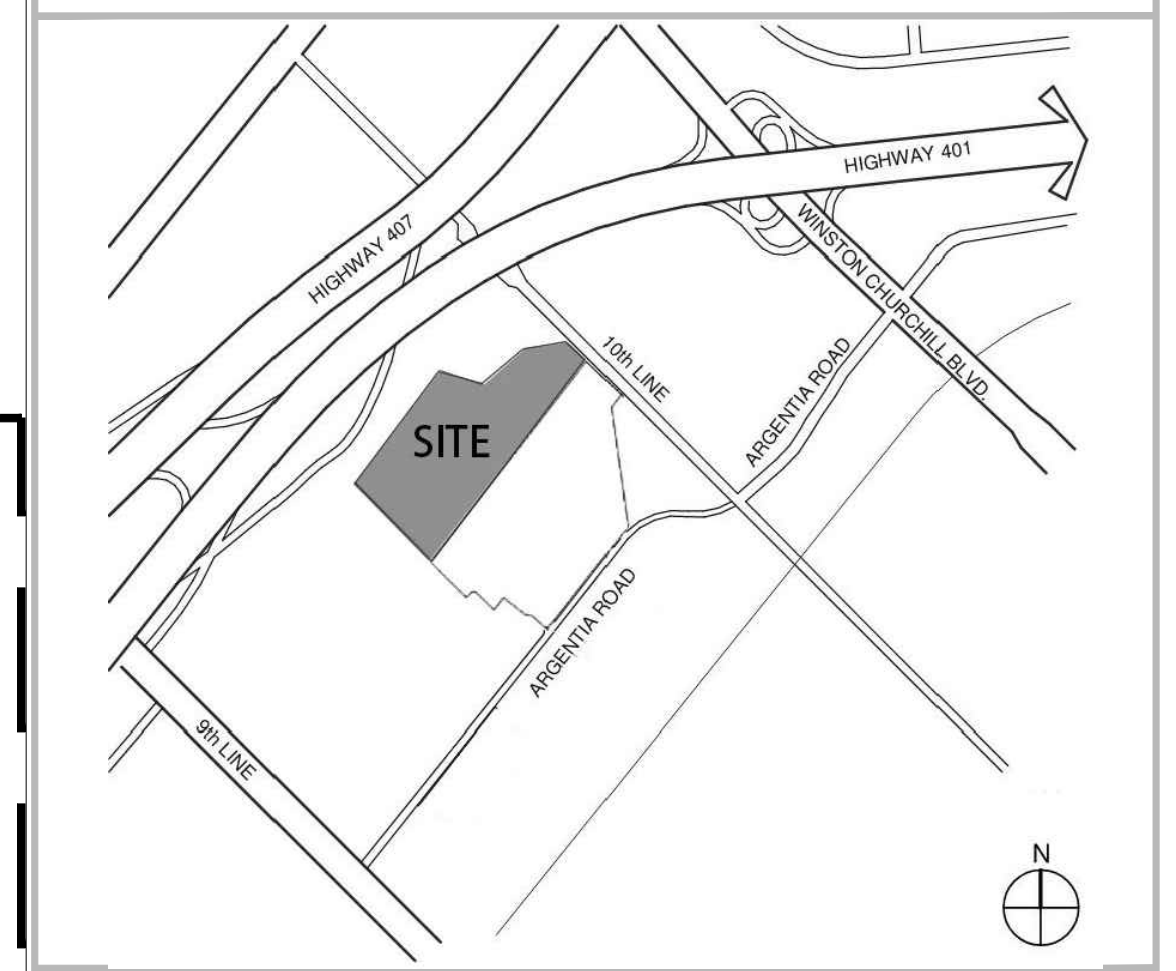 HIGHWAY 401
HIGHWAY 407
WINSTON CHURCHILL BLVD.
10th LINE
ARGENTIA ROAD
SITE
ARGENTIA ROAD
9th LINE
N